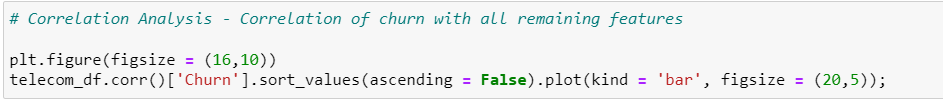 # Correlation Analysis - Correlation of churn with all remaining features
plt.figure(figsize = (16,10))
telecom_df.corr()['Churn'].sort_values(ascending = False).plot(kind = 'bar', figsize = (20,5));